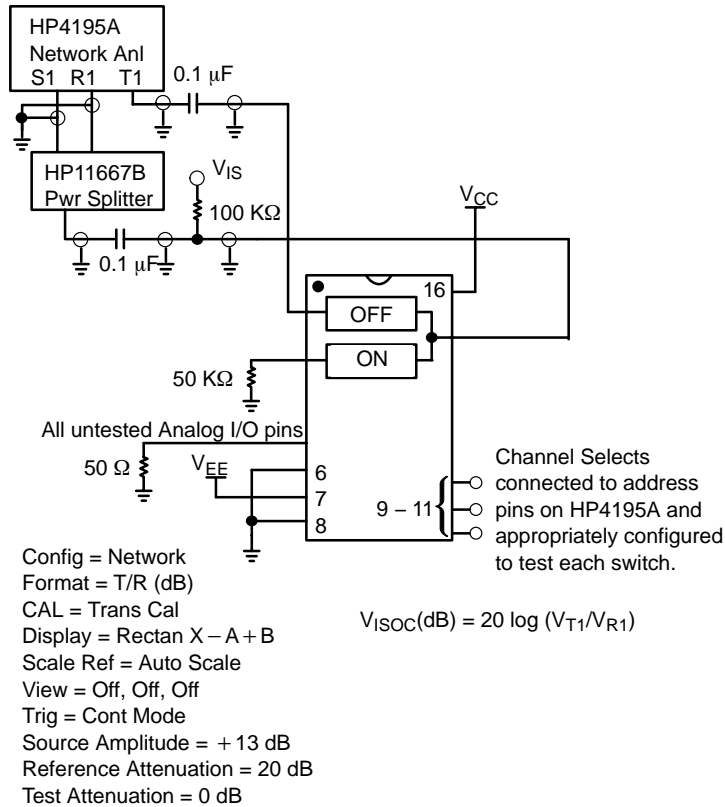 HP4195A
Network Anl
S1 R1 T1
0.1 μF
HP11667B
Pwr Splitter
VIS
100 KΩ
VCC
0.1 μF
16
OFF
ON
50 KΩ
All untested Analog I/O pins
50 Ω
VEE
6
7
8
9 – 11
Channel Selects
connected to address
pins on HP4195A and
appropriately configured
to test each switch.
Config = Network
Format = T/R (dB)
CAL = Trans Cal
Display = Rectan X – A + B
Scale Ref = Auto Scale
View = Off, Off, Off
Trig = Cont Mode
Source Amplitude = +13 dB
Reference Attenuation = 20 dB
Test Attenuation = 0 dB
VISOC(dB) = 20 log (VT1/VR1)